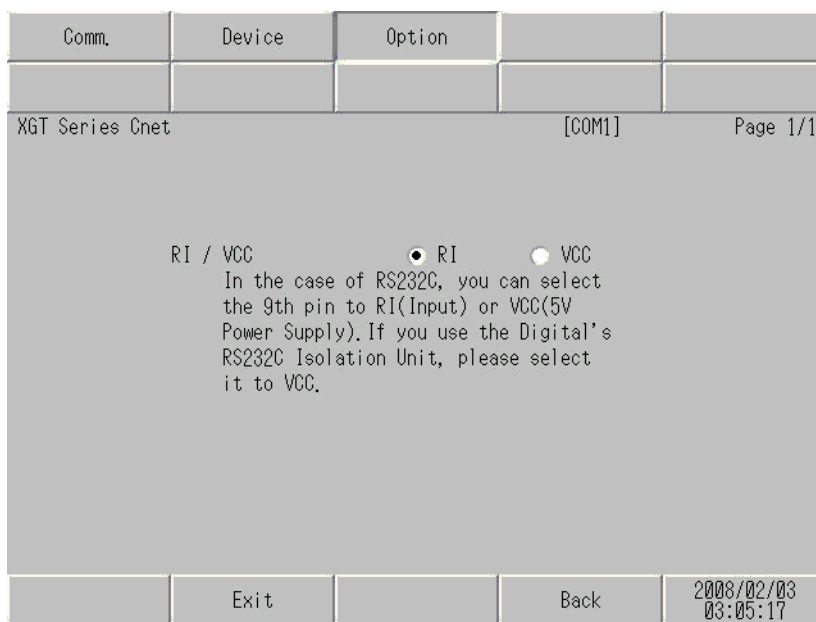 Comm. Device Option
XGT Series Cnet [COM1] Page 1/1
RI / VCC RI VCC
In the case of RS232C, you can select
the 9th pin to RI(Input) or VCC(5V
Power Supply).If you use the Digital's
RS232C Isolation Unit, please select
it to VCC.
Exit Back 2008/02/03
03:05:17